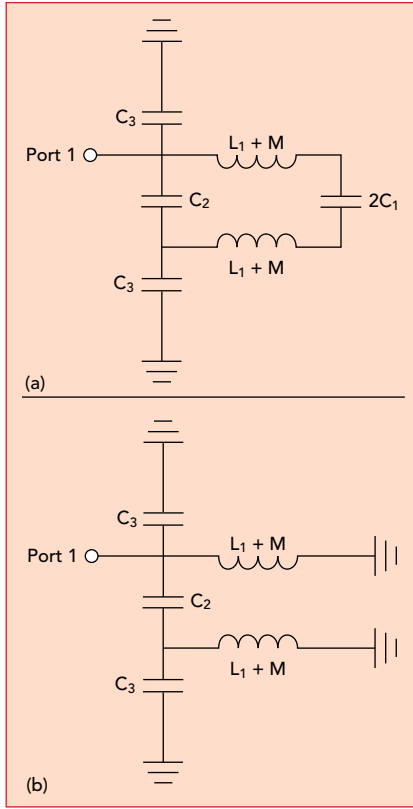 C₃
L₁ + M
Port 1
C₂
2C₁
L₁ + M
C₃
(a)
C₃
L₁ + M
Port 1
C₂
L₁ + M
C₃
(b)